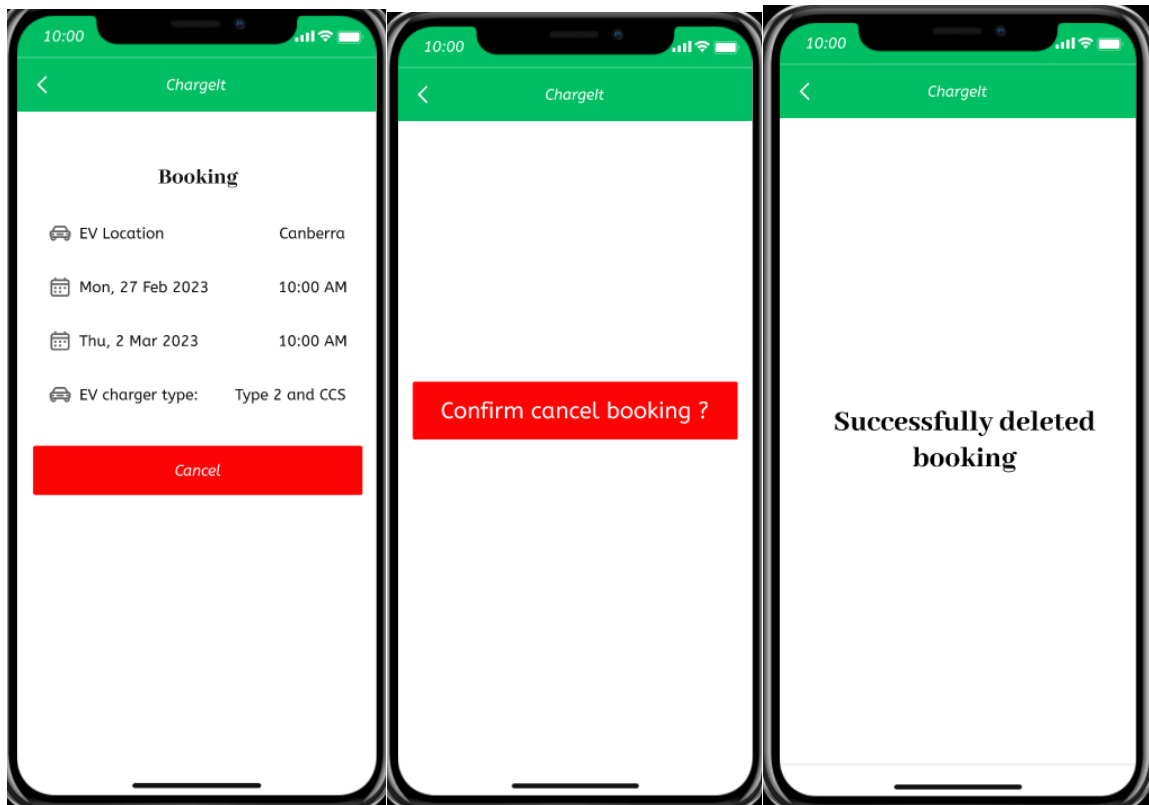 10:00
ChargeIt
Booking
EV Location Canberra
Mon, 27 Feb 2023 10:00 AM
Thu, 2 Mar 2023 10:00 AM
EV charger type: Type 2 and CCS
Cancel
10:00
ChargeIt
Confirm cancel booking ?
10:00
ChargeIt
Successfully deleted
booking